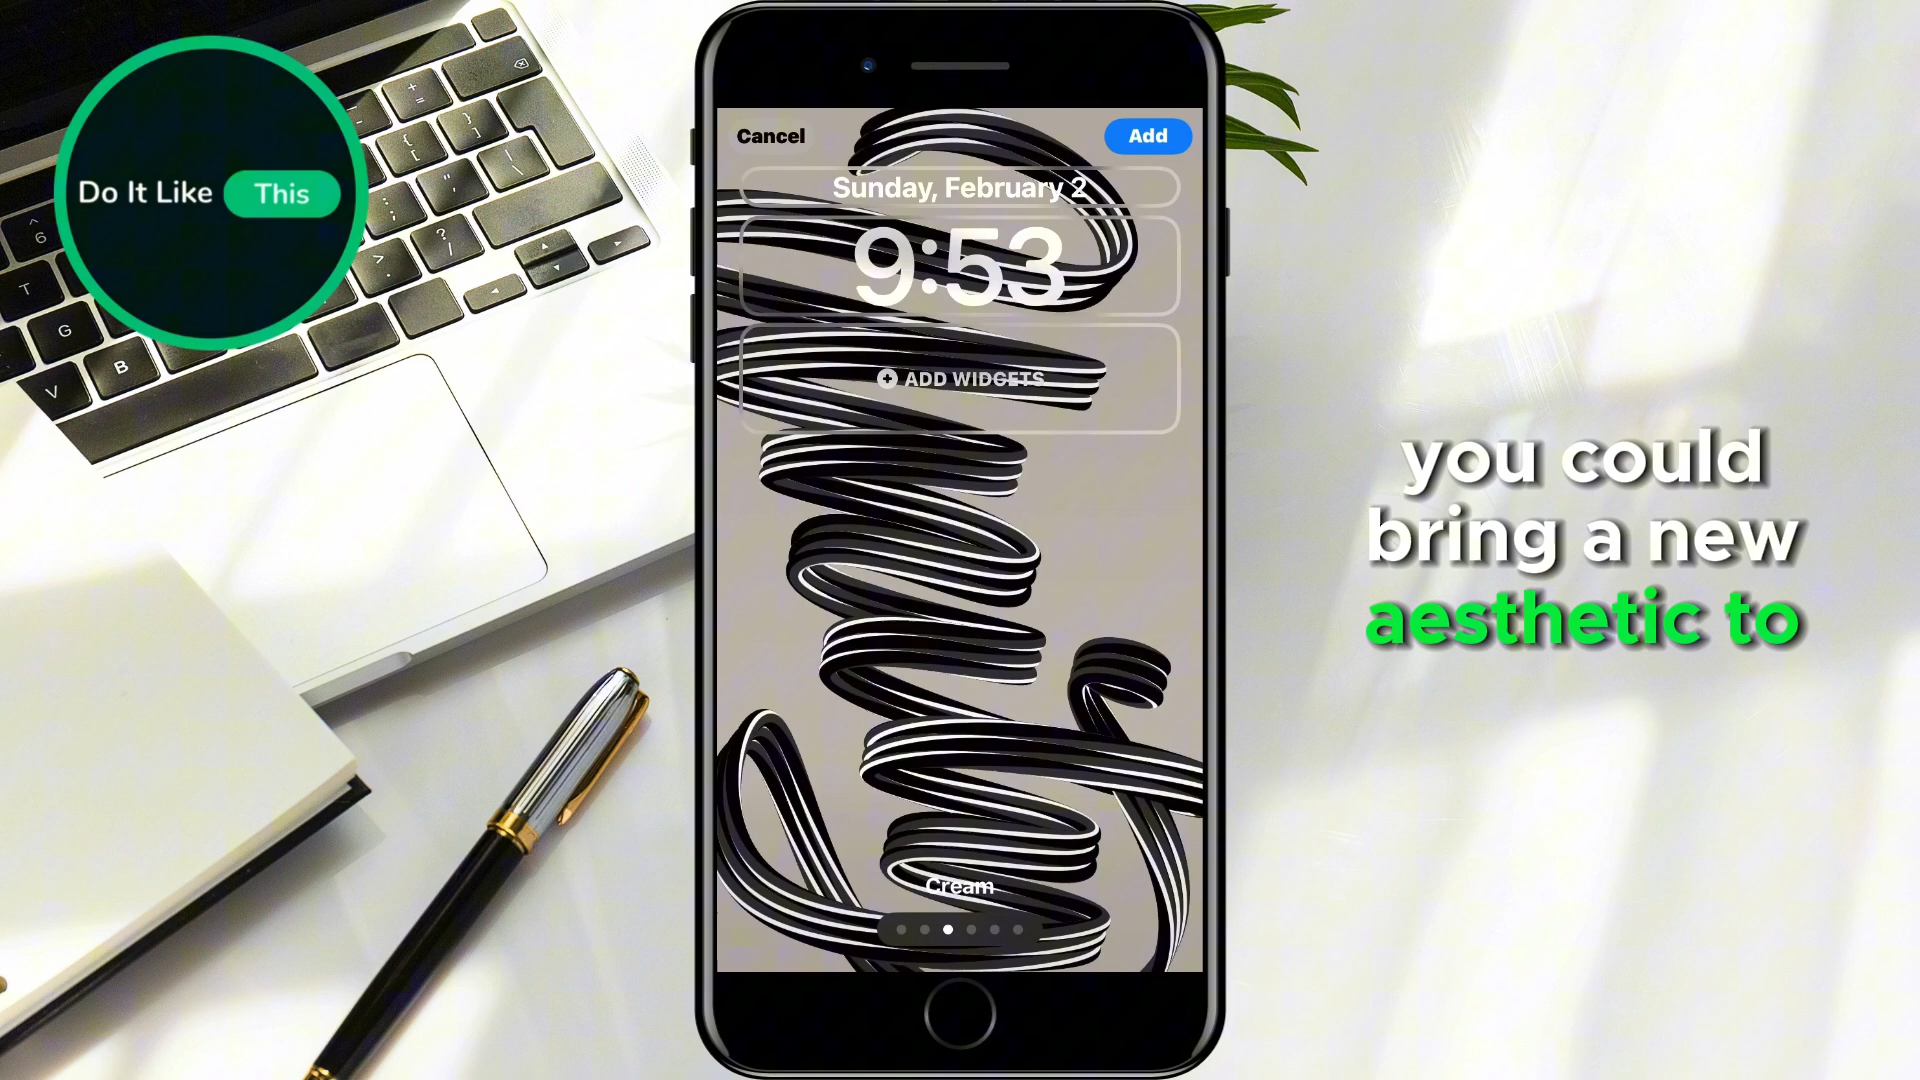 Do It Like This
Cancel
Add
Sunday, February 2
9:53
ADD WIDGETS
Cream
you could
bring a new
aesthetic to
+
=
{
[
}
]
|
\
"
'
:
;
?
/
>
.
^
6
T
G
B
V